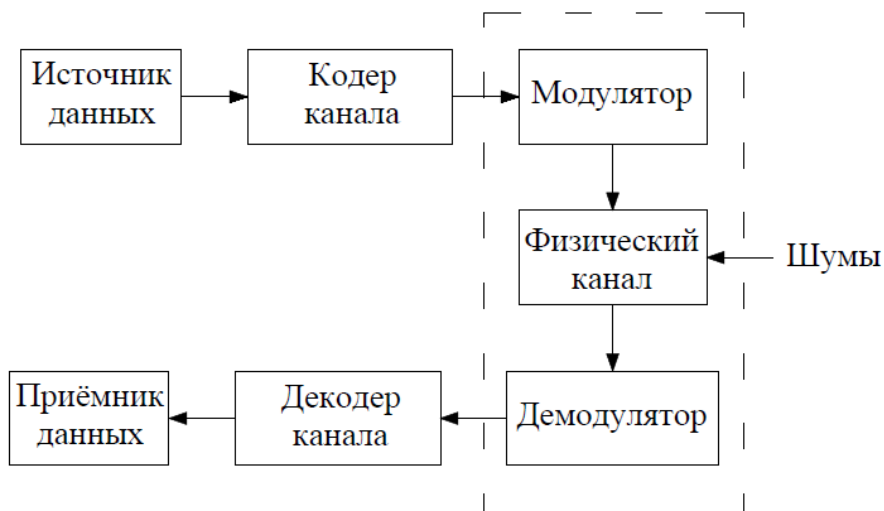 Источник
данных
Кодер
канала
Модулятор
Физический
канал
Шумы
Приёмник
данных
Декодер
канала
Демодулятор